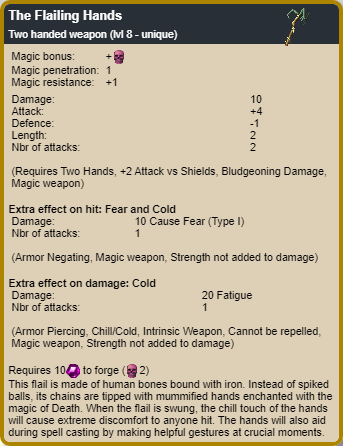 The Flailing Hands
Two handed weapon (lvl 8 - unique)
Magic bonus: +
Magic penetration: 1
Magic resistance: +1
Damage: 10
Attack: +4
Defence: -1
Length: 2
Nbr of attacks: 2
(Requires Two Hands, +2 Attack vs Shields, Bludgeoning Damage,
Magic weapon)
Extra effect on hit: Fear and Cold
Damage: 10 Cause Fear (Type I)
Nbr of attacks: 1
(Armor Negating, Magic weapon, Strength not added to damage)
Extra effect on damage: Cold
Damage: 20 Fatigue
Nbr of attacks: 1
(Armor Piercing, Chill/Cold, Intrinsic Weapon, Cannot be repelled,
Magic weapon, Strength not added to damage)
Requires 10 to forge ( 2)
This flail is made of human bones bound with iron. Instead of spiked
balls, its chains are tipped with mummified hands enchanted with the
magic of Death. When the flail is swung, the chill touch of the hands
will cause extreme discomfort to anyone hit. The hands will also aid
during spell casting by making helpful gestures at crucial moments.